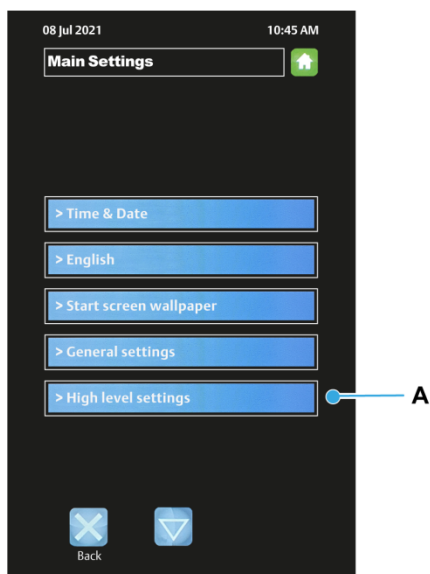 08 Jul 2021 10:45 AM
Main Settings
> Time & Date
> English
> Start screen wallpaper
> General settings
> High level settings
A
Back